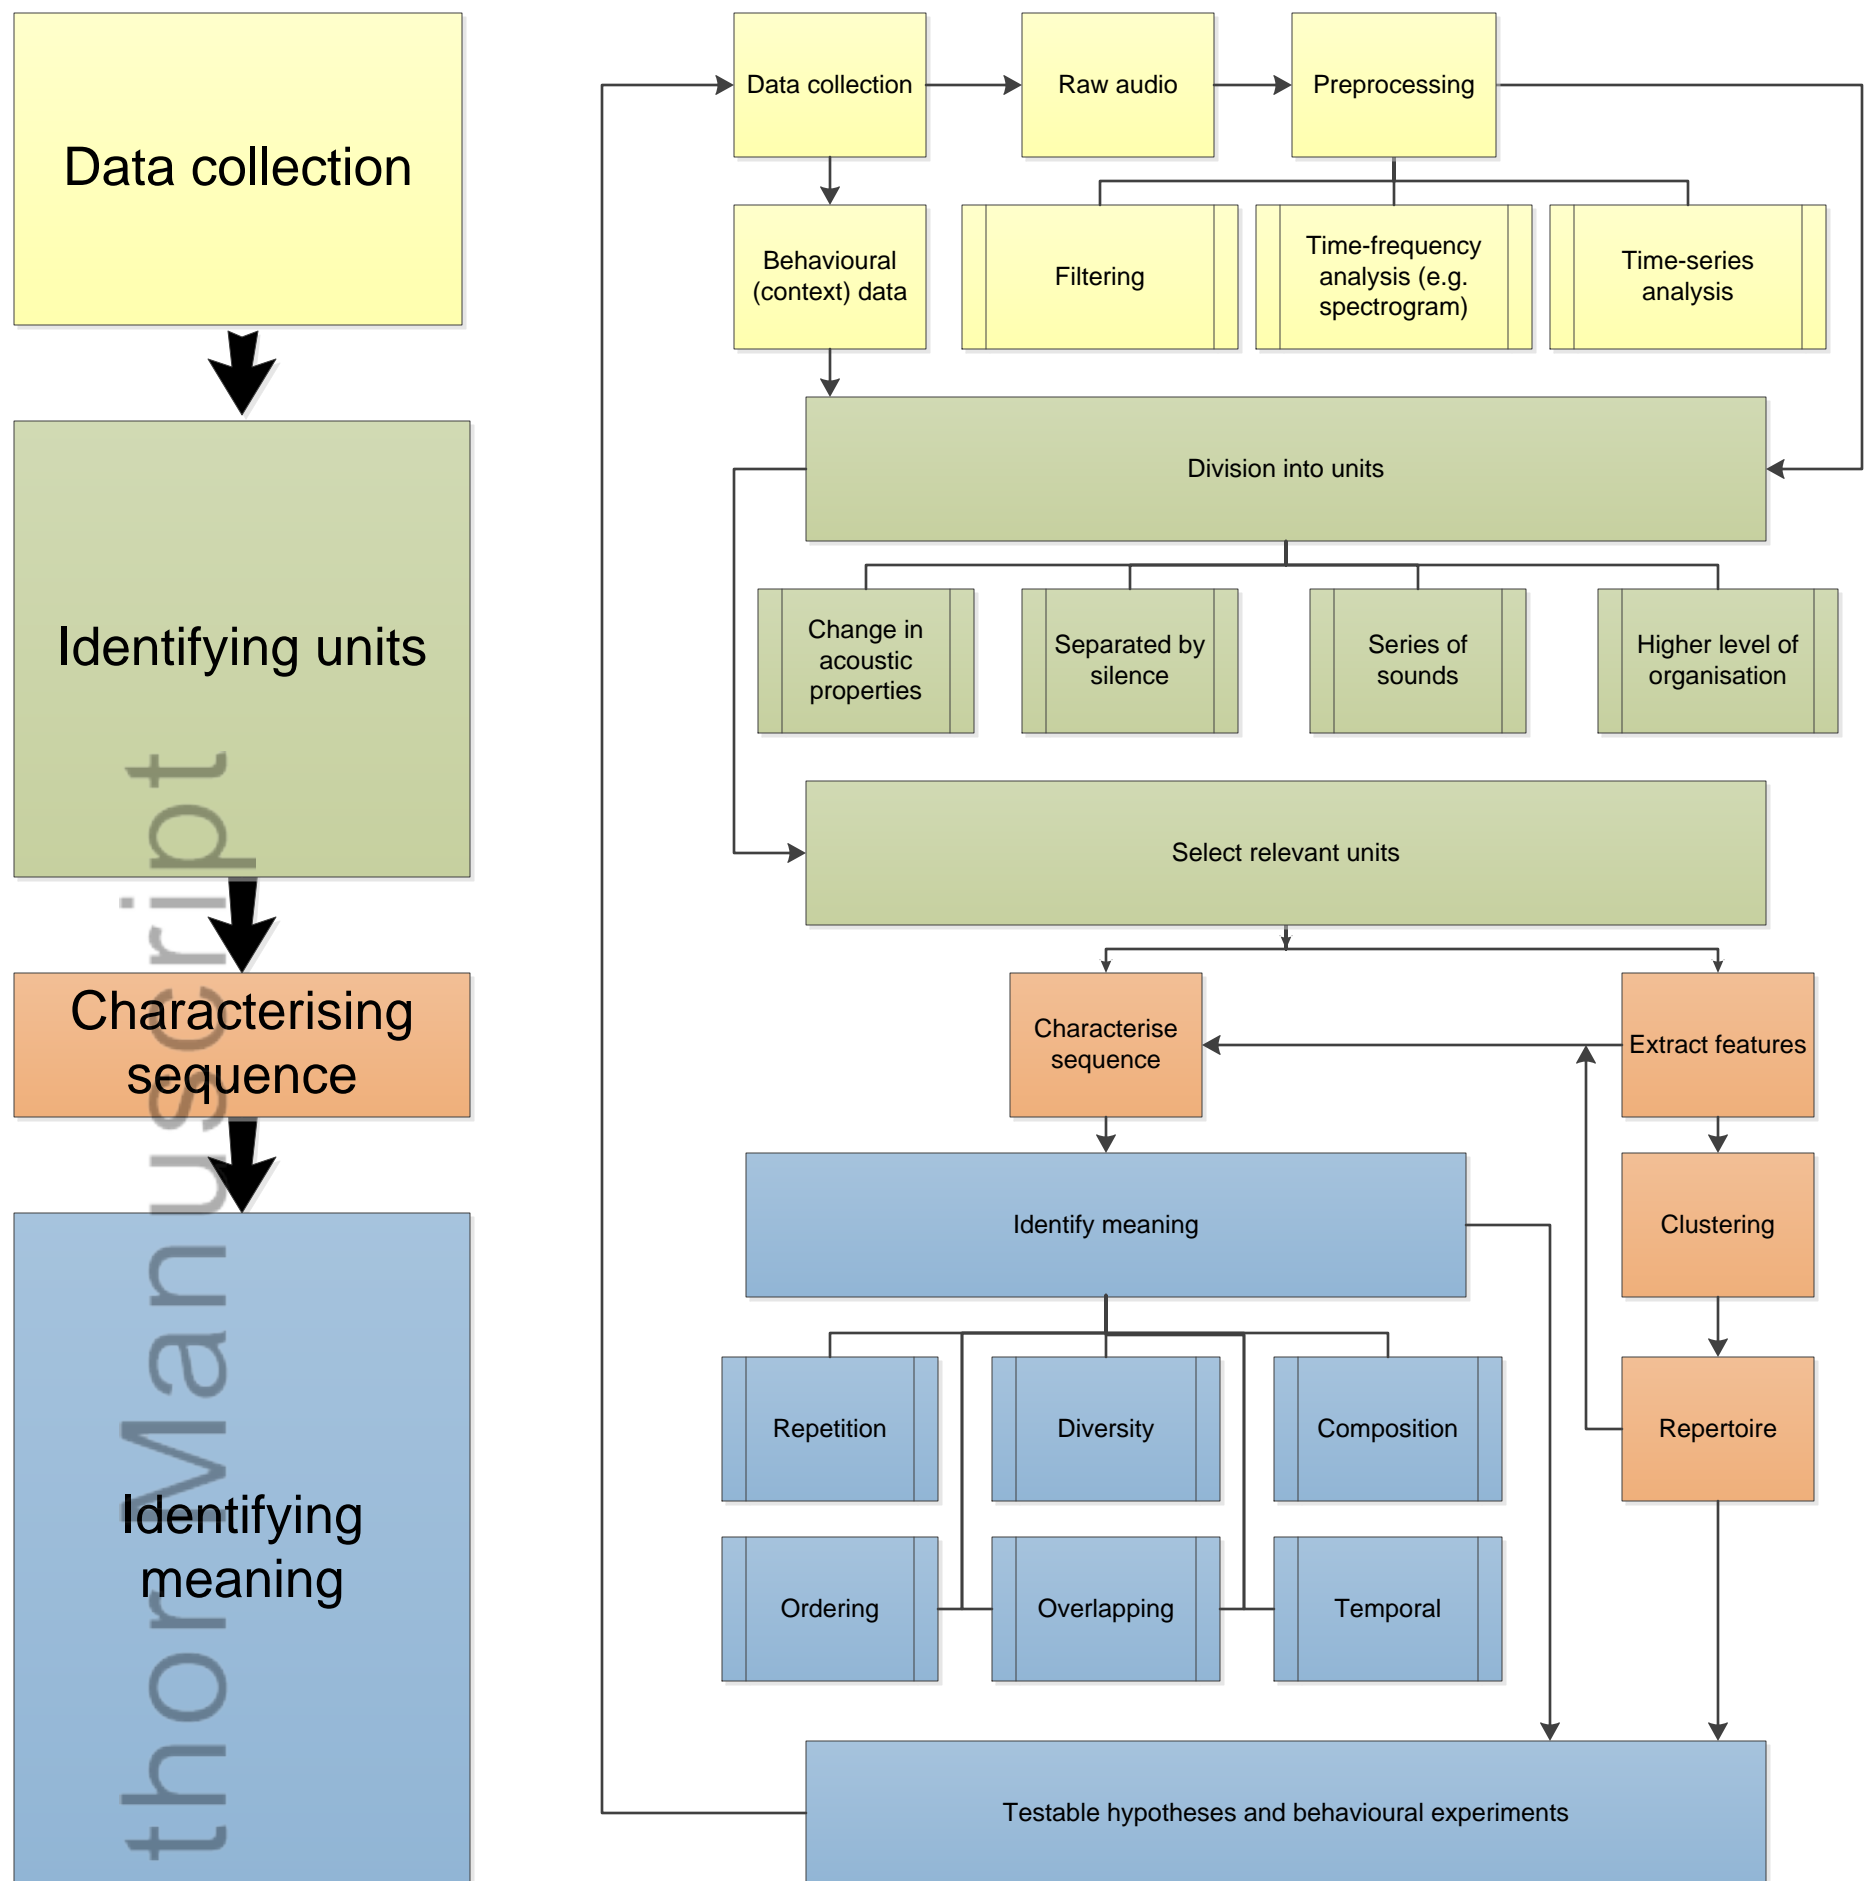 Data collection
Identifying units
Characterising
sequence
Identifying
meaning
thor Manuscript
Data collection
Raw audio
Preprocessing
Behavioural
(context) data
Filtering
Time-frequency
analysis (e.g.
spectrogram)
Time-series
analysis
Division into units
Change in
acoustic
properties
Separated by
silence
Series of
sounds
Higher level of
organisation
Select relevant units
Characterise
sequence
Extract features
Identify meaning
Clustering
Repetition
Diversity
Composition
Repertoire
Ordering
Overlapping
Temporal
Testable hypotheses and behavioural experiments